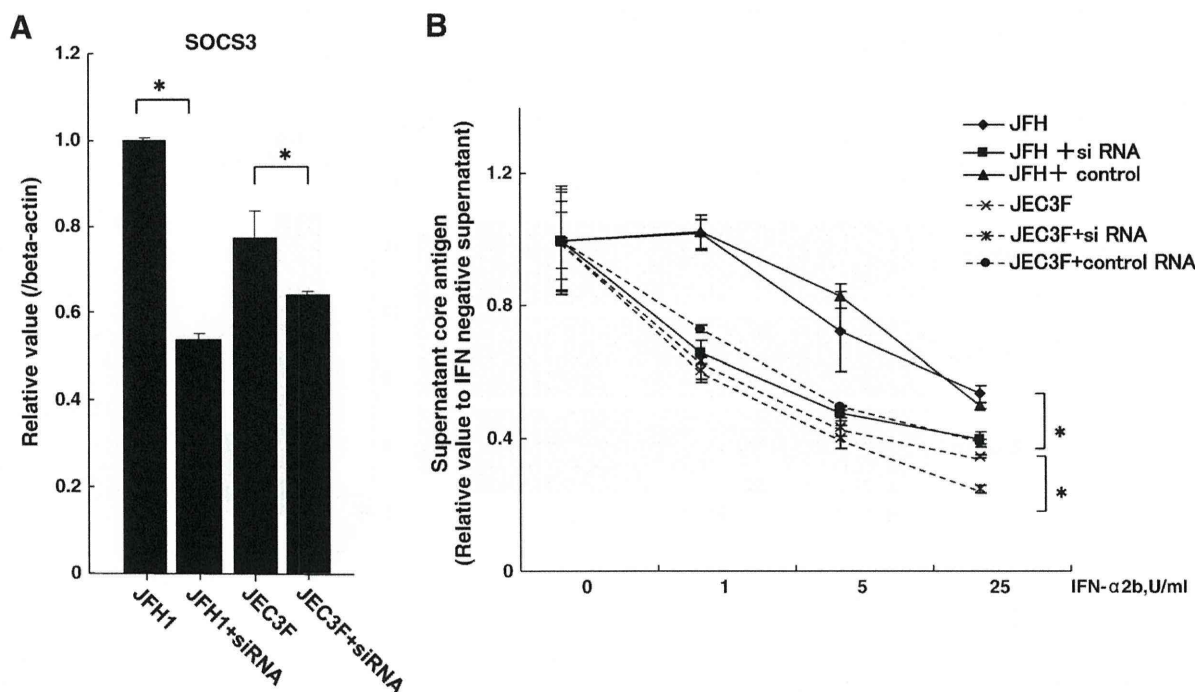 A
SOCS3
Relative value (/beta-actin)
1.2
1.0
0.8
0.6
0.4
0.2
0
*
*
JFH1
JFH1+siRNA
JEC3F
JEC3F+siRNA
B
Supernatant core antigen
(Relative value to IFN negative supernatant)
1.2
0.8
0.4
0
0
1
5
25
IFN-α2b,U/ml
JFH
JFH +si RNA
JFH+ control
JEC3F
JEC3F+si RNA
JEC3F+control RNA
*
*